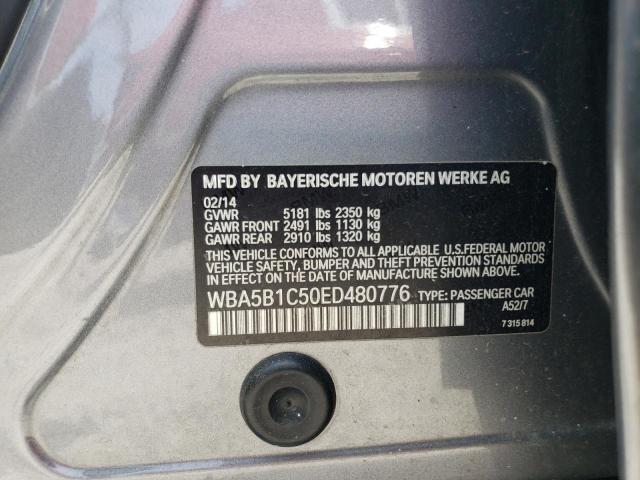 MFD BY BAYERISCHE MOTOREN WERKE AG
02/14
GVWR 5181 lbs 2350 kg
GAWR FRONT 2491 lbs 1130 kg
GAWR REAR 2910 lbs 1320 kg
THIS VEHICLE CONFORMS TO ALL APPLICABLE U.S.FEDERAL MOTOR
VEHICLE SAFETY BUMPER AND THEFT PREVENTION STANDARDS
IN EFFECT ON THE DATE OF MANUFACTURE SHOWN ABOVE.
WBA5B1C50ED480776 TYPE: PASSENGER CAR
A52/7
7 315 814